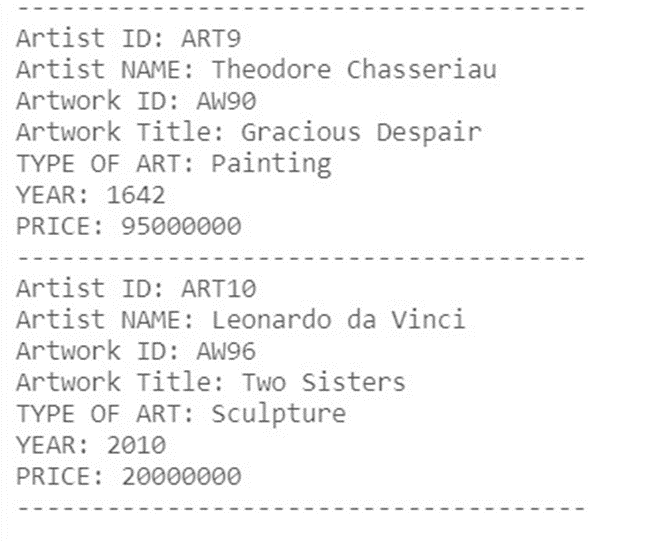 --------------------------------------
Artist ID: ART9
Artist NAME: Theodore Chasseriau
Artwork ID: AW90
Artwork Title: Gracious Despair
TYPE OF ART: Painting
YEAR: 1642
PRICE: 95000000
--------------------------------------
Artist ID: ART10
Artist NAME: Leonardo da Vinci
Artwork ID: AW96
Artwork Title: Two Sisters
TYPE OF ART: Sculpture
YEAR: 2010
PRICE: 20000000
--------------------------------------